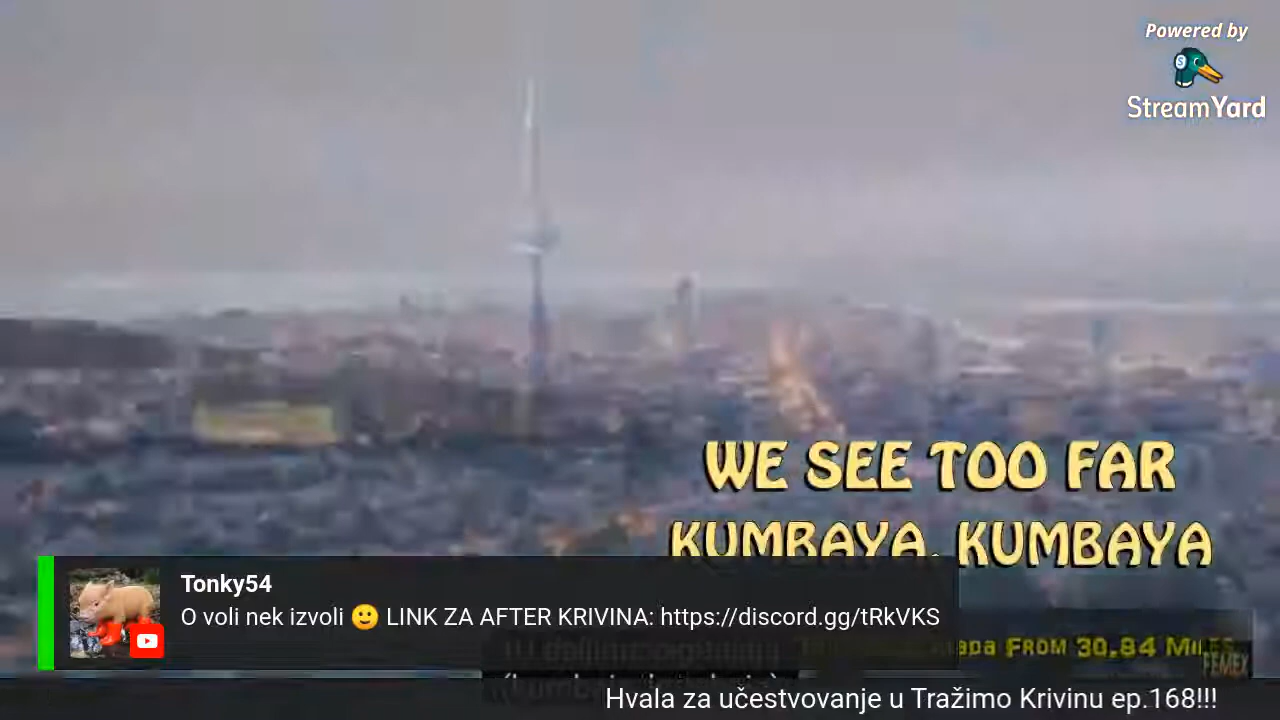 Powered by
StreamYard
WE SEE TOO FAR
KUMBAYA, KUMBAYA
Tonky54
O voli nek izvoli 🙂 LINK ZA AFTER KRIVINA: https://discord.gg/tRkVKS
FROM 30.84 MILES
FEMEX
Hvala za učestvovanje u Tražimo Krivinu ep.168!!!